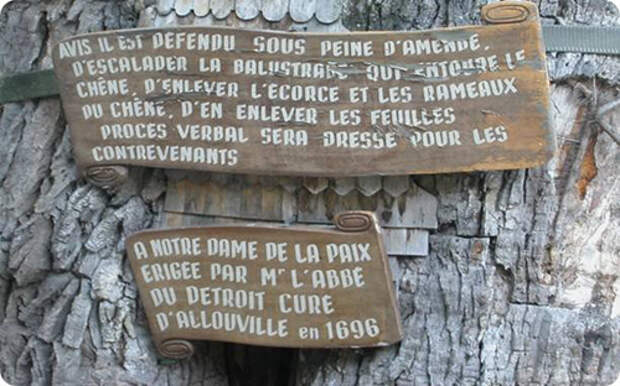 AVIS IL EST DEFENDU SOUS PEINE D'AMENDE.
D'ESCALADER LA BALUSTRADE QUI ENTOURE LE
CHÊNE, D'ENLEVER L'ECORCE ET LES RAMEAUX
DU CHÊNE, D'EN ENLEVER LES FEUILLES
PROCES VERBAL SERA DRESSE POUR LES
CONTREVENANTS
A NOTRE DAME DE LA PAIX
ERIGÉE PAR Mr L'ABBÉ
DU DETROIT CURE
D'ALLOUVILLE en 1696